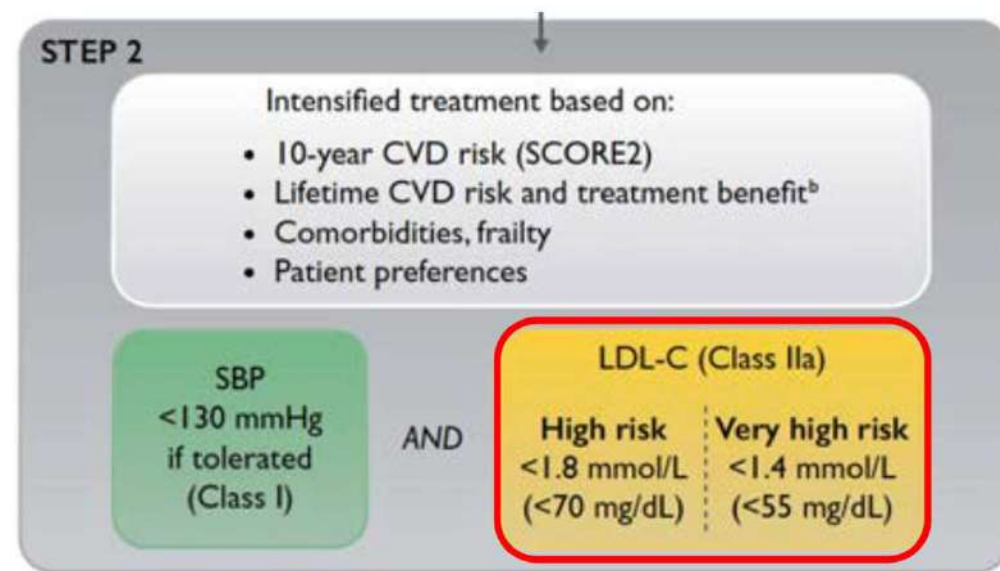 STEP 2
Intensified treatment based on:
• 10-year CVD risk (SCORE2)
• Lifetime CVD risk and treatment benefitᵇ
• Comorbidities, frailty
• Patient preferences
SBP
<130 mmHg
if tolerated
(Class I)
AND
LDL-C (Class IIa)
High risk
<1.8 mmol/L
(<70 mg/dL)
Very high risk
<1.4 mmol/L
(<55 mg/dL)